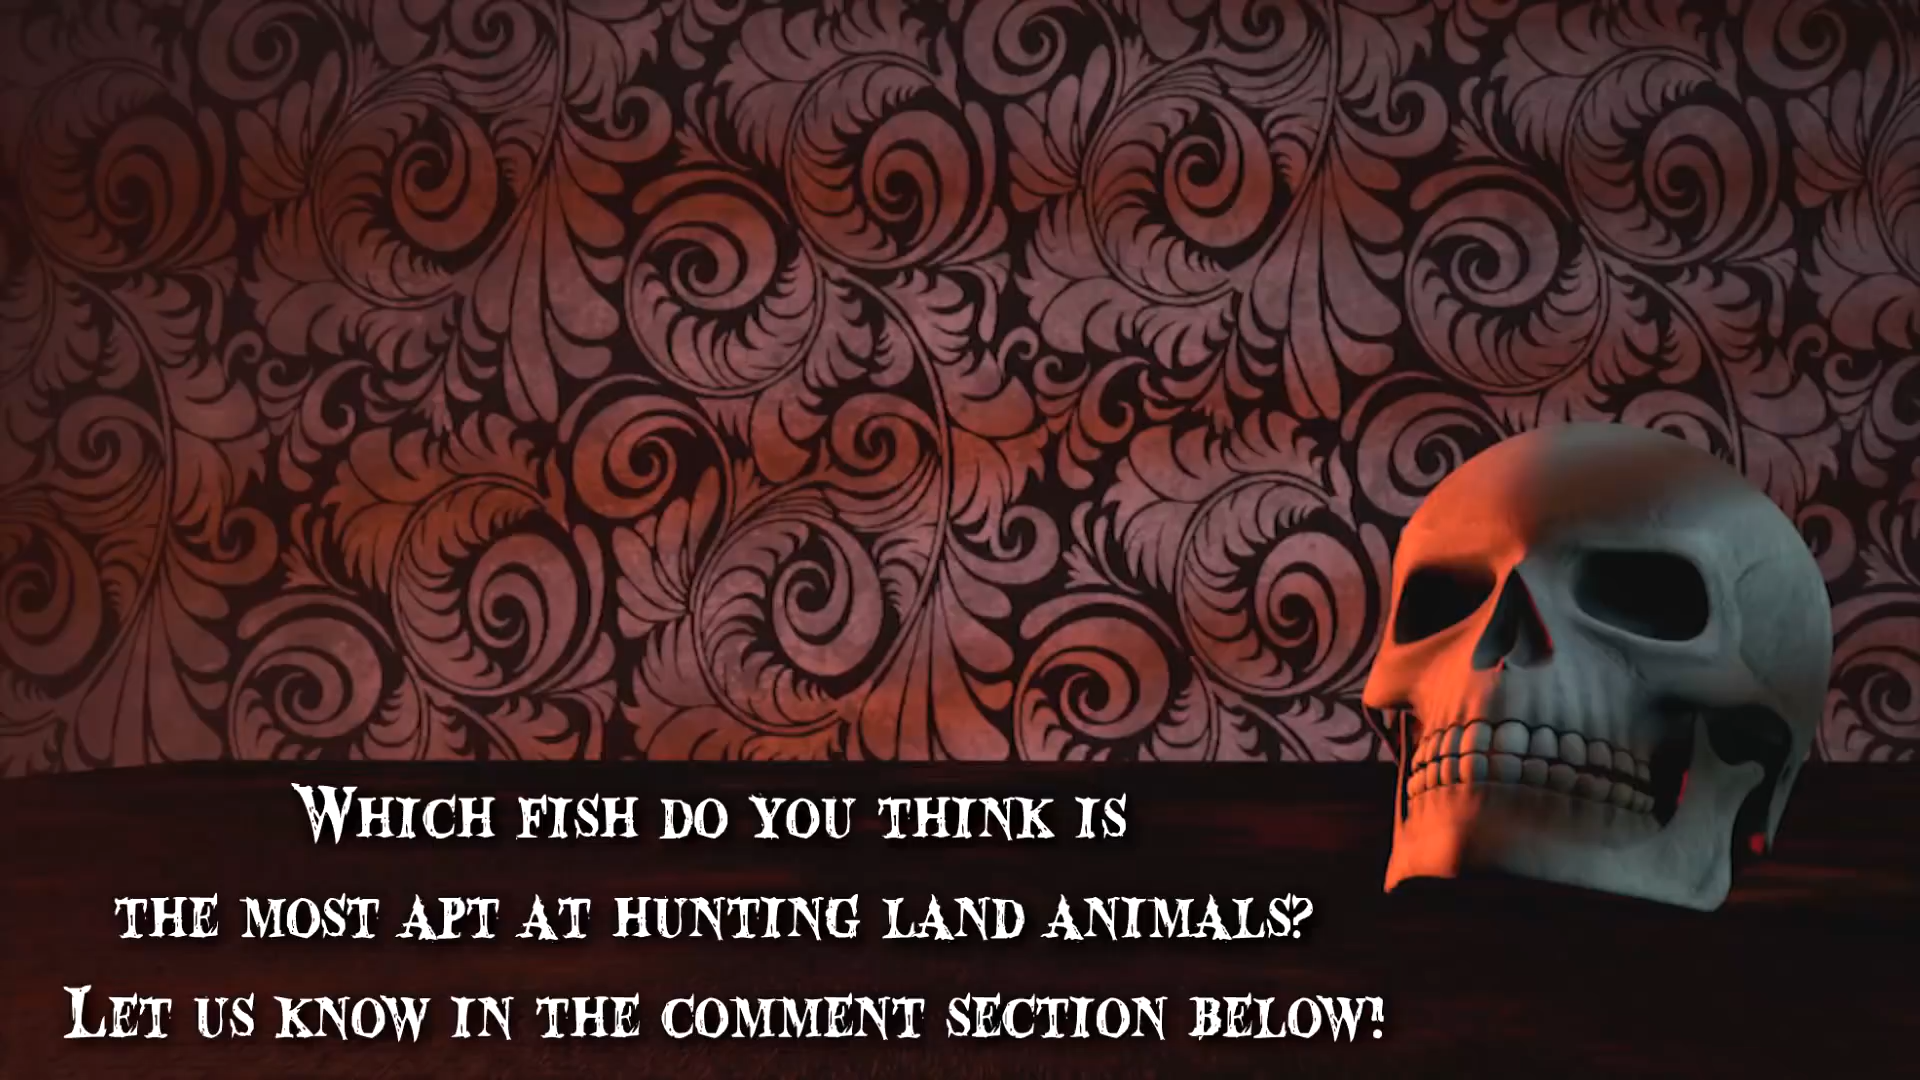 Which fish do you think is
the most apt at hunting land animals?
Let us know in the comment section below!